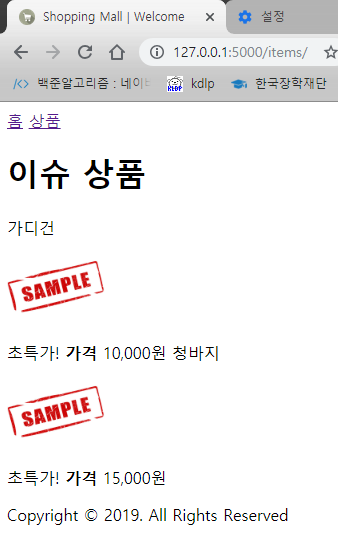 Shopping Mall | Welcome
설정
127.0.0.1:5000/items/
백준알고리즘 : 네이버
KLDP
kdlp
한국장학재단
홈 상품
이슈 상품
가디건
SAMPLE
초특가! 가격 10,000원 청바지
SAMPLE
초특가! 가격 15,000원
Copyright © 2019. All Rights Reserved